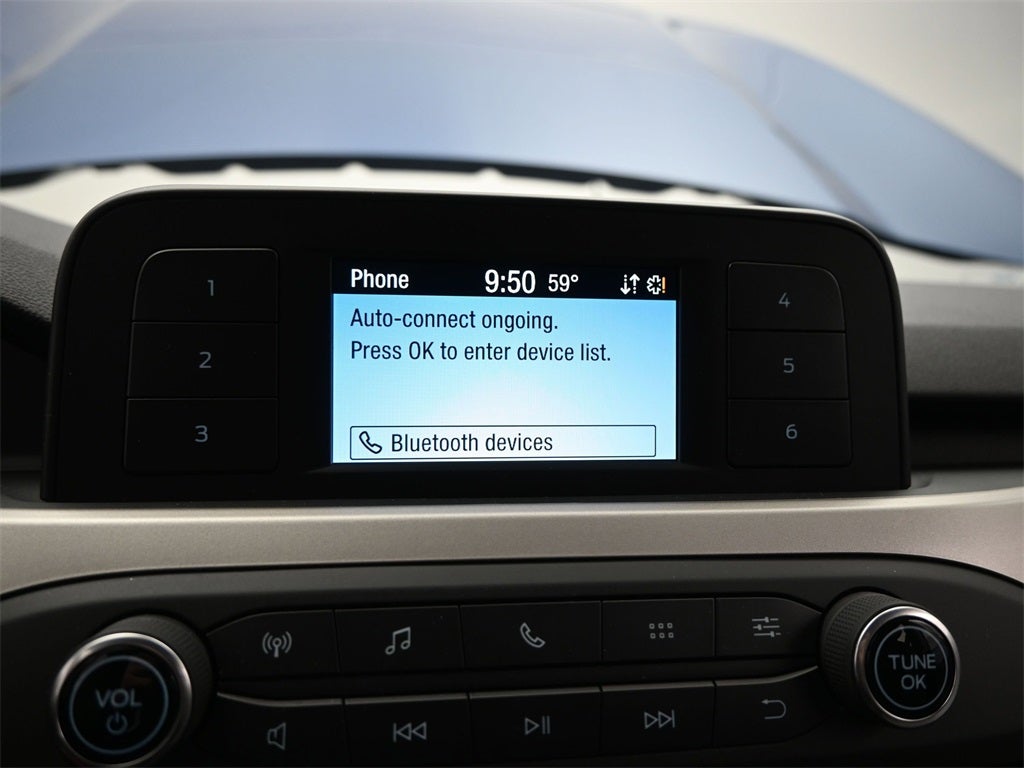 Phone 9:50 59°
Auto-connect ongoing.
Press OK to enter device list.
Bluetooth devices
1
2
3
4
5
6
VOL
TUNE
OK